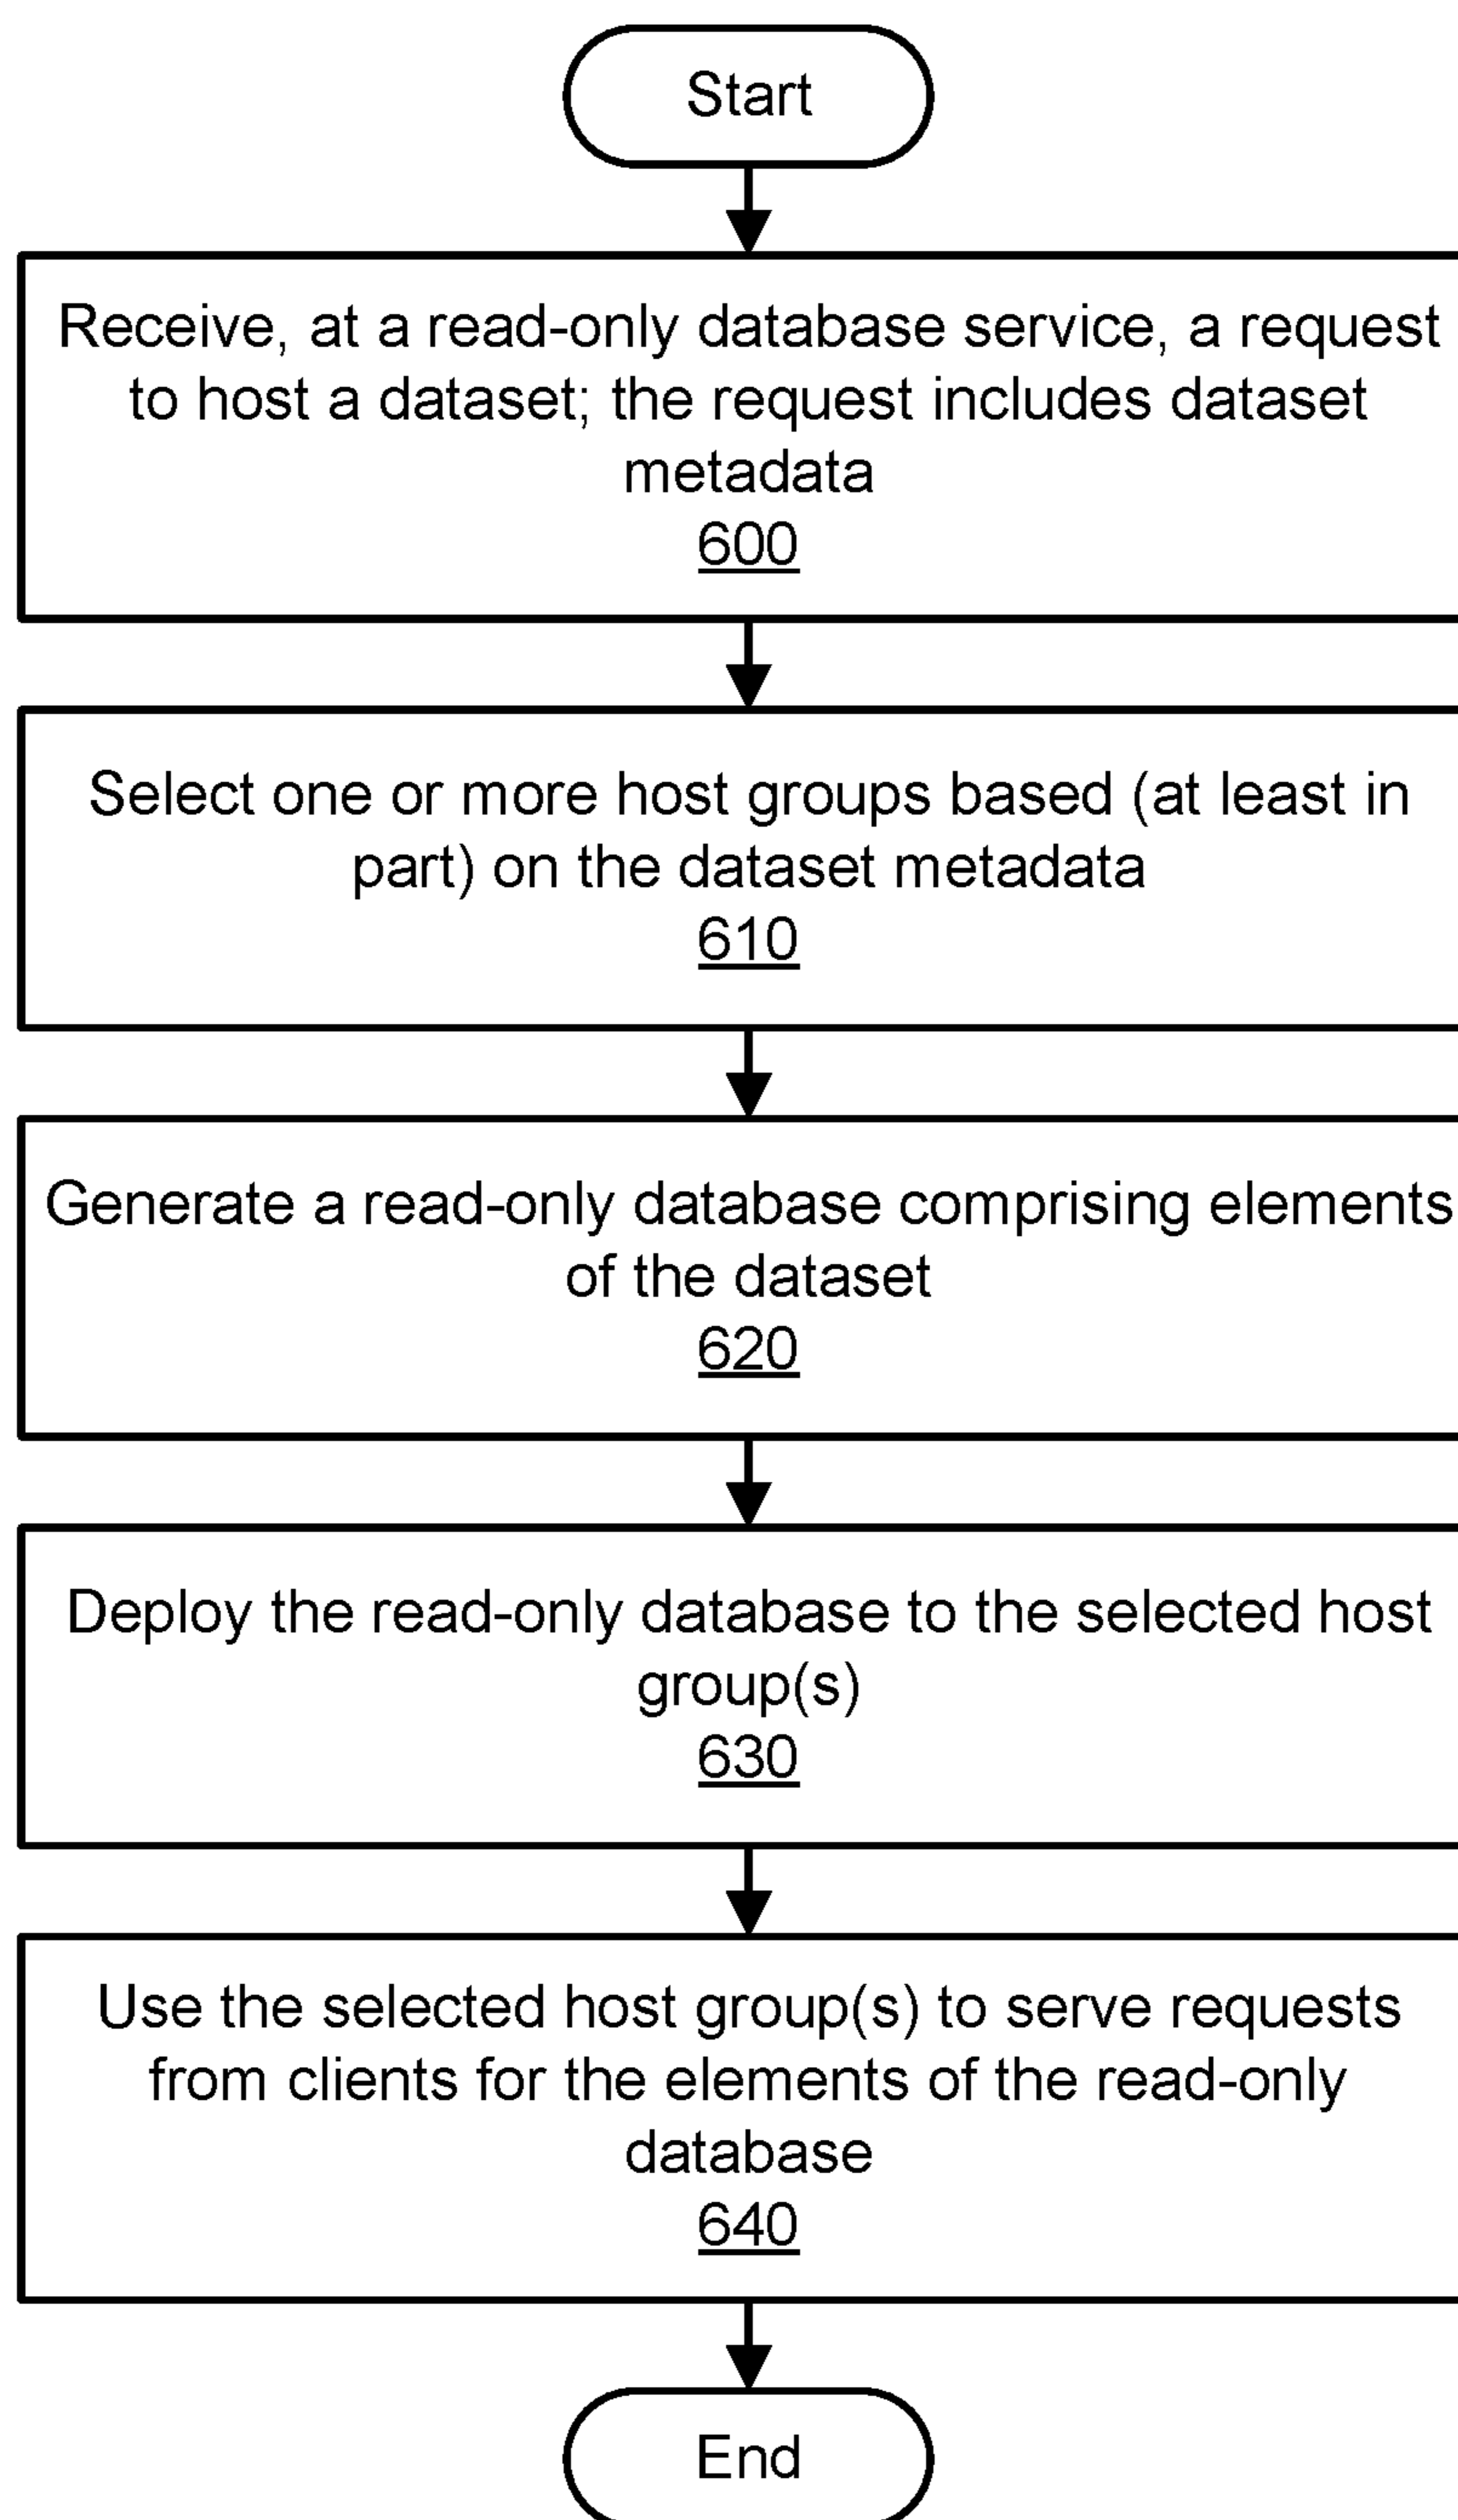 Start
Receive, at a read-only database service, a request
to host a dataset; the request includes dataset
metadata
600
Select one or more host groups based (at least in
part) on the dataset metadata
610
Generate a read-only database comprising elements
of the dataset
620
Deploy the read-only database to the selected host
group(s)
630
Use the selected host group(s) to serve requests
from clients for the elements of the read-only
database
640
End